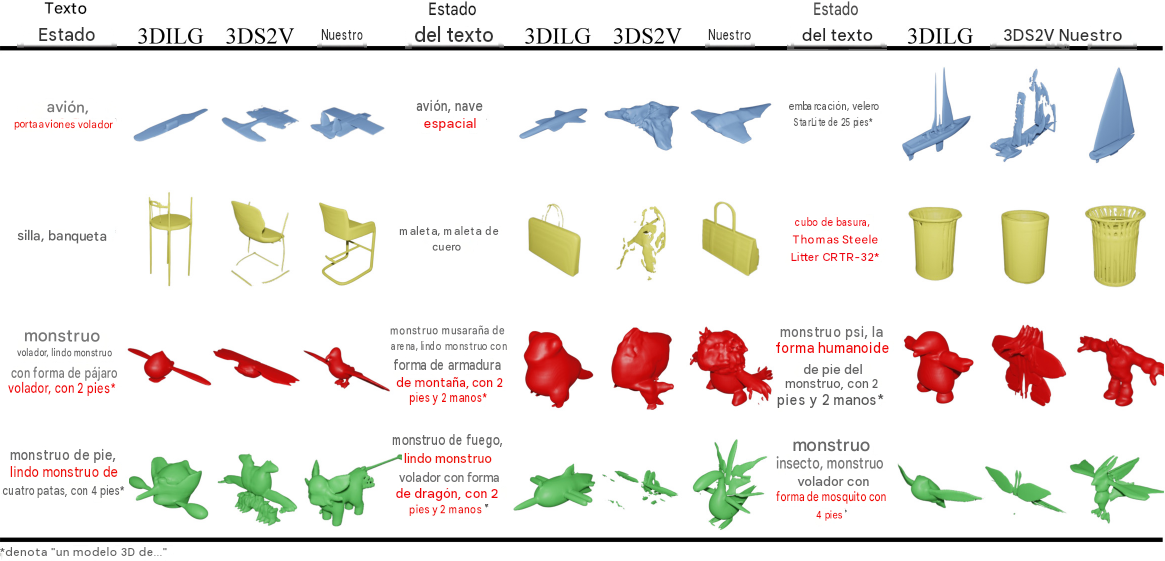 Texto
Estado
3DILG
3DS2V
Nuestro
Estado
del texto
3DILG
3DS2V
Nuestro
Estado
del texto
3DILG
3DS2V Nuestro
avión,
portaaviones volador
avión, nave
espacial
embarcación, velero
StarLite de 25 pies*
silla, banqueta
maleta, maleta de
cuero
cubo de basura,
Thomas Steele
Litter CRTR-32*
monstruo
volador, lindo monstruo
con forma de pájaro
volador, con 2 pies*
monstruo musaraña de
arena, lindo monstruo con
forma de armadura
de montaña, con 2
pies y 2 manos*
monstruo psi, la
forma humanoide
de pie del
monstruo, con 2
pies y 2 manos*
monstruo de pie,
lindo monstruo de
cuatro patas, con 4 pies*
monstruo de fuego,
lindo monstruo
volador con forma
de dragón, con 2
pies y 2 manos*
monstruo
insecto, monstruo
volador con
forma de mosquito con
4 pies*
*denota "un modelo 3D de..."